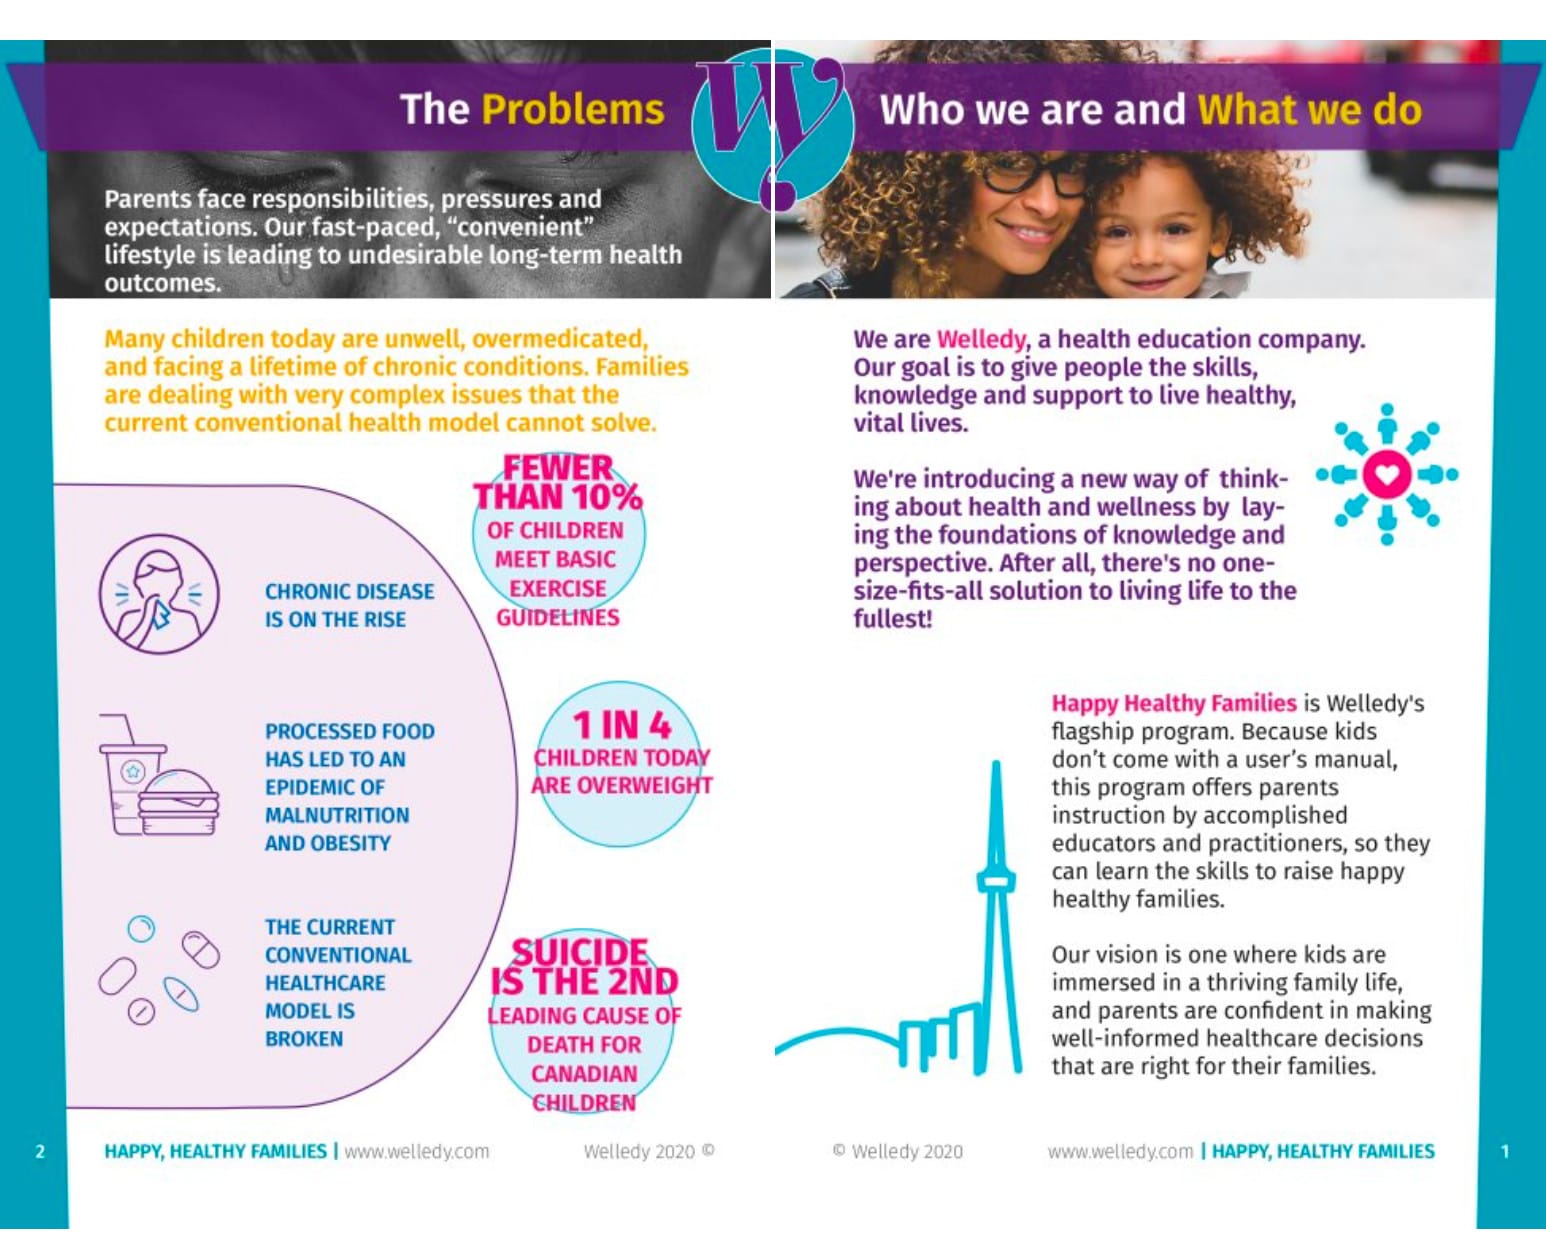 The Problems
Parents face responsibilities, pressures and
expectations. Our fast-paced, “convenient”
lifestyle is leading to undesirable long-term health
outcomes.
Many children today are unwell, overmedicated,
and facing a lifetime of chronic conditions. Families
are dealing with very complex issues that the
current conventional health model cannot solve.
CHRONIC DISEASE
IS ON THE RISE
PROCESSED FOOD
HAS LED TO AN
EPIDEMIC OF
MALNUTRITION
AND OBESITY
THE CURRENT
CONVENTIONAL
HEALTHCARE
MODEL IS
BROKEN
FEWER
THAN 10%
OF CHILDREN
MEET BASIC
EXERCISE
GUIDELINES
1 IN 4
CHILDREN TODAY
ARE OVERWEIGHT
SUICIDE
IS THE 2ND
LEADING CAUSE OF
DEATH FOR
CANADIAN
CHILDREN
2
HAPPY, HEALTHY FAMILIES | www.welledy.com
Welledy 2020 ©
W
Who we are and What we do
We are Welledy, a health education company.
Our goal is to give people the skills,
knowledge and support to live healthy,
vital lives.
We're introducing a new way of think-
ing about health and wellness by lay-
ing the foundations of knowledge and
perspective. After all, there's no one-
size-fits-all solution to living life to the
fullest!
Happy Healthy Families is Welledy's
flagship program. Because kids
don’t come with a user’s manual,
this program offers parents
instruction by accomplished
educators and practitioners, so they
can learn the skills to raise happy
healthy families.
Our vision is one where kids are
immersed in a thriving family life,
and parents are confident in making
well-informed healthcare decisions
that are right for their families.
© Welledy 2020
www.welledy.com | HAPPY, HEALTHY FAMILIES
1